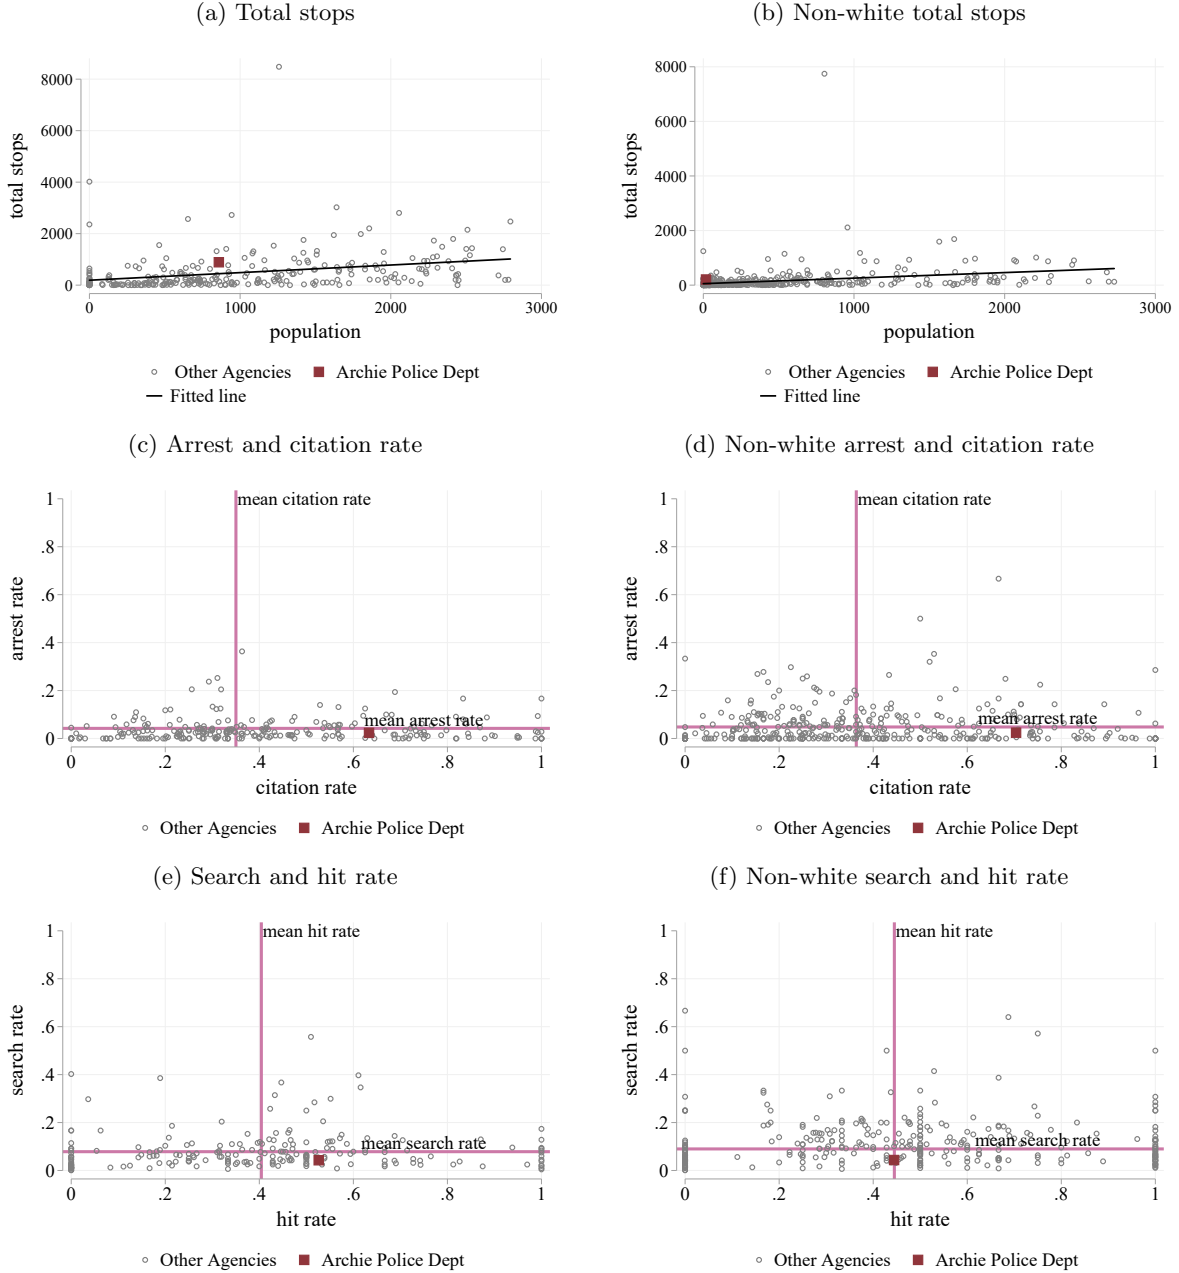 (a) Total stops
(b) Non-white total stops
total stops
8000
6000
4000
2000
0
0 1000 2000 3000
population
Other Agencies Archie Police Dept
Fitted line
total stops
8000
6000
4000
2000
0
0 1000 2000 3000
population
Other Agencies Archie Police Dept
Fitted line
(c) Arrest and citation rate
(d) Non-white arrest and citation rate
arrest rate
1
.8
.6
.4
.2
0
mean citation rate
mean arrest rate
0 .2 .4 .6 .8 1
citation rate
Other Agencies Archie Police Dept
arrest rate
1
.8
.6
.4
.2
0
mean citation rate
mean arrest rate
0 .2 .4 .6 .8 1
citation rate
Other Agencies Archie Police Dept
(e) Search and hit rate
(f) Non-white search and hit rate
search rate
1
.8
.6
.4
.2
0
mean hit rate
mean search rate
0 .2 .4 .6 .8 1
hit rate
Other Agencies Archie Police Dept
search rate
1
.8
.6
.4
.2
0
mean hit rate
mean search rate
0 .2 .4 .6 .8 1
hit rate
Other Agencies Archie Police Dept